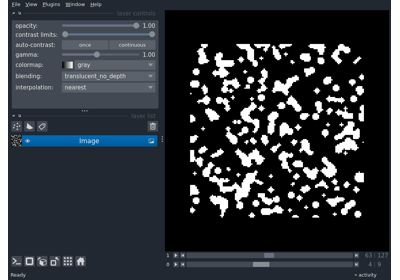 File View Plugins Window Help
layer controls
opacity: 1.00
contrast limits:
auto-contrast: once continuous
gamma: 1.00
colormap: gray
blending: translucent_no_depth
interpolation: nearest
layer list
Image
1 63 127
0 4 9
Ready activity